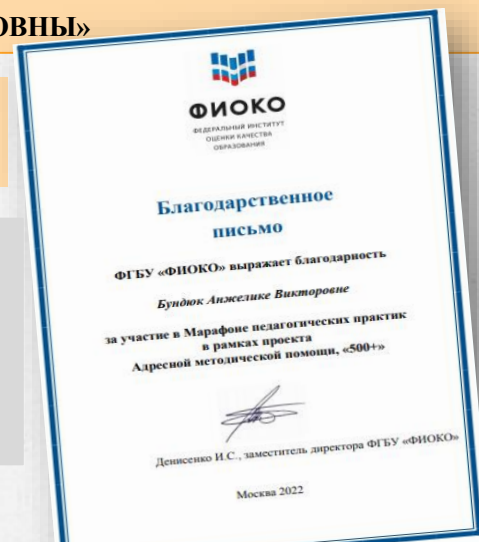 ОВНЫ»
ФИОКО
ФЕДЕРАЛЬНЫЙ ИНСТИТУТ
ОЦЕНКИ КАЧЕСТВА
ОБРАЗОВАНИЯ
Благодарственное
письмо
ФГБУ «ФИОКО» выражает благодарность
Бундюк Анжелике Викторовне
за участие в Марафоне педагогических практик
в рамках проекта
Адресной методической помощи, «500+»
Денисенко И.С., заместитель директора ФГБУ «ФИОКО»
Москва 2022